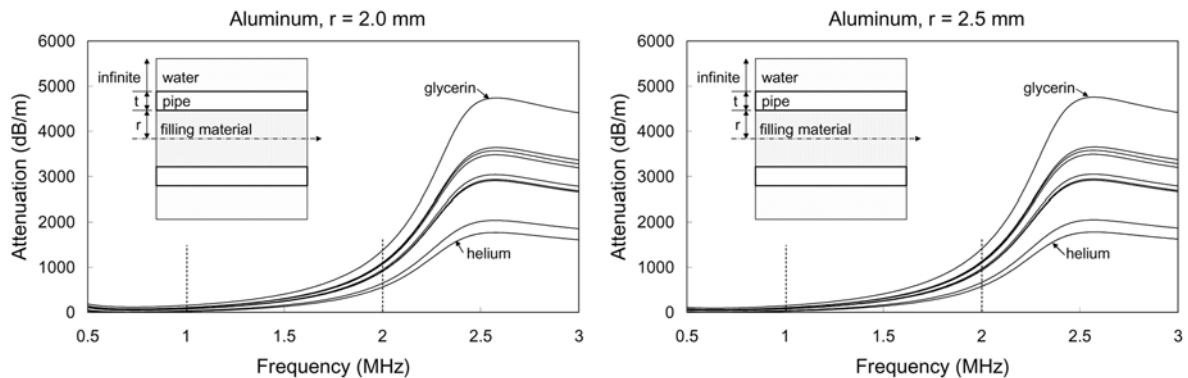 Aluminum, r = 2.0 mm
6000
5000
4000
3000
2000
1000
0
Attenuation (dB/m)
infinite
t
r
water
pipe
filling material
glycerin
helium
0.5
1
1.5
2
2.5
3
Frequency (MHz)
Aluminum, r = 2.5 mm
6000
5000
4000
3000
2000
1000
0
Attenuation (dB/m)
infinite
t
r
water
pipe
filling material
glycerin
helium
0.5
1
1.5
2
2.5
3
Frequency (MHz)